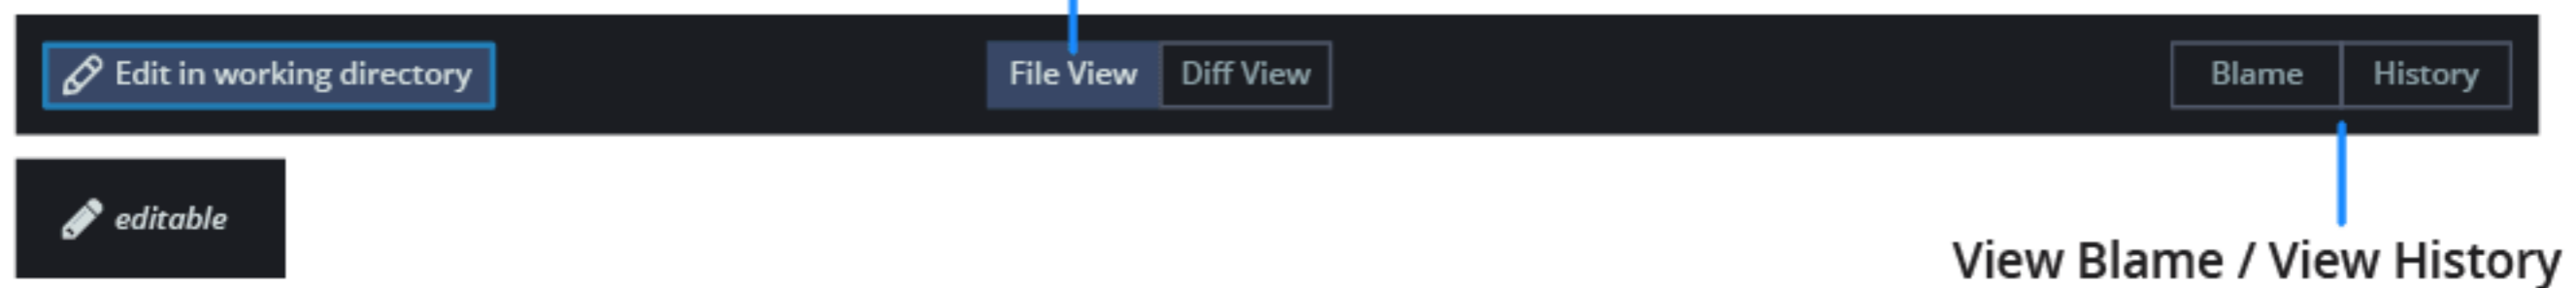 Edit in working directory
File View
Diff View
Blame
History
editable
View Blame / View History